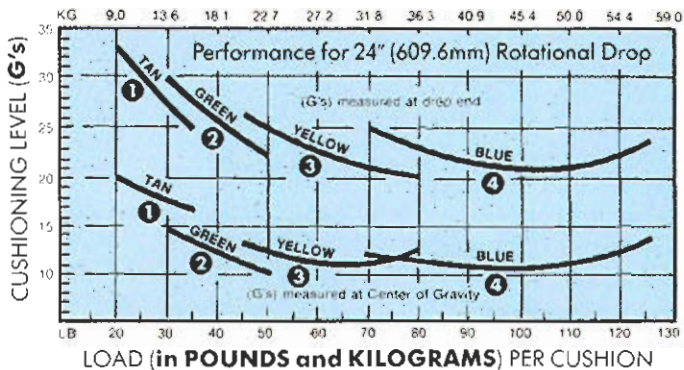 KG 9.0 13.6 18.1 22.7 27.2 31.8 36.3 40.9 45.4 50.0 54.4 59.0
Performance for 24" (609.6mm) Rotational Drop
(G's) measured at drop end
CUSHIONING LEVEL (G's)
35
30
25
20
15
10
TAN
1
GREEN
2
YELLOW
3
BLUE
4
TAN
1
GREEN
2
YELLOW
3
BLUE
4
(G's) measured at Center of Gravity
LB 20 30 40 50 60 70 80 90 100 110 120 130
LOAD (in POUNDS and KILOGRAMS) PER CUSHION